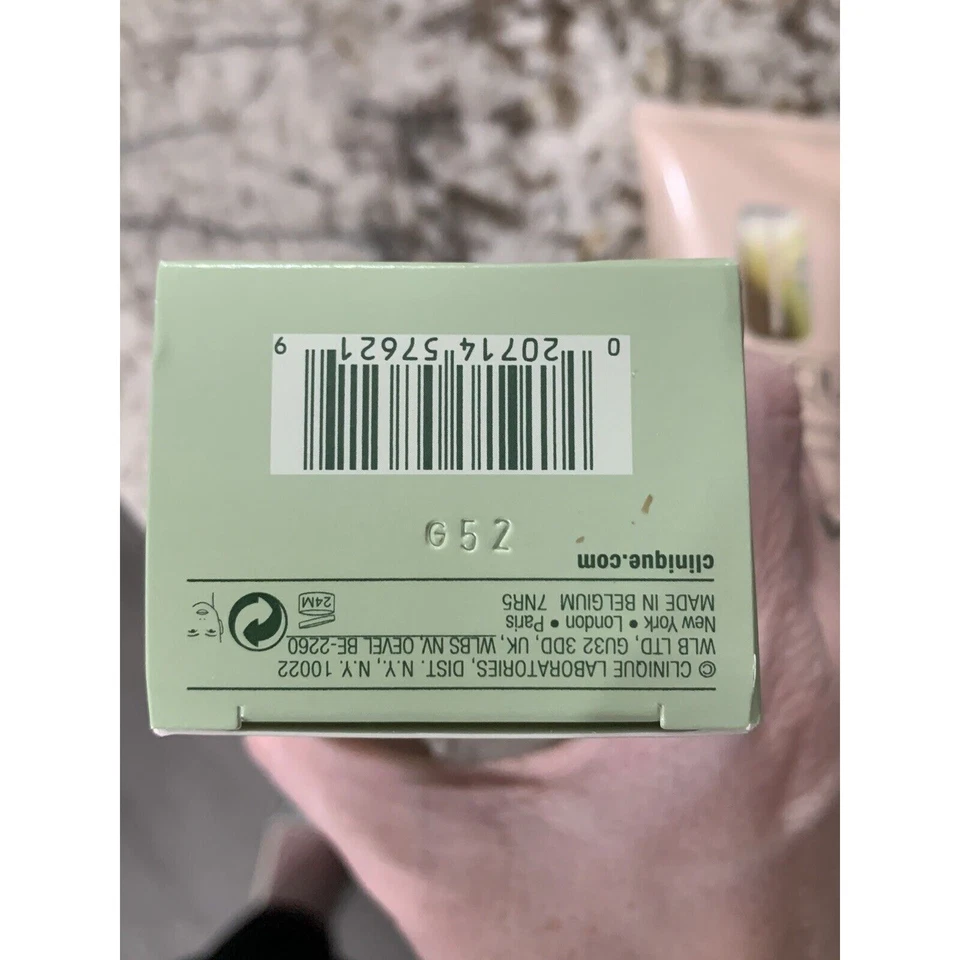 © CLINIQUE LABORATORIES, DIST. N.Y., N.Y. 10022
WLB LTD, GU32 3DD, UK, WLBS NV, OEVEL BE-2260
New York • London • Paris
MADE IN BELGIUM 7NR5
24M
clinique.com
0 20714 57621 9